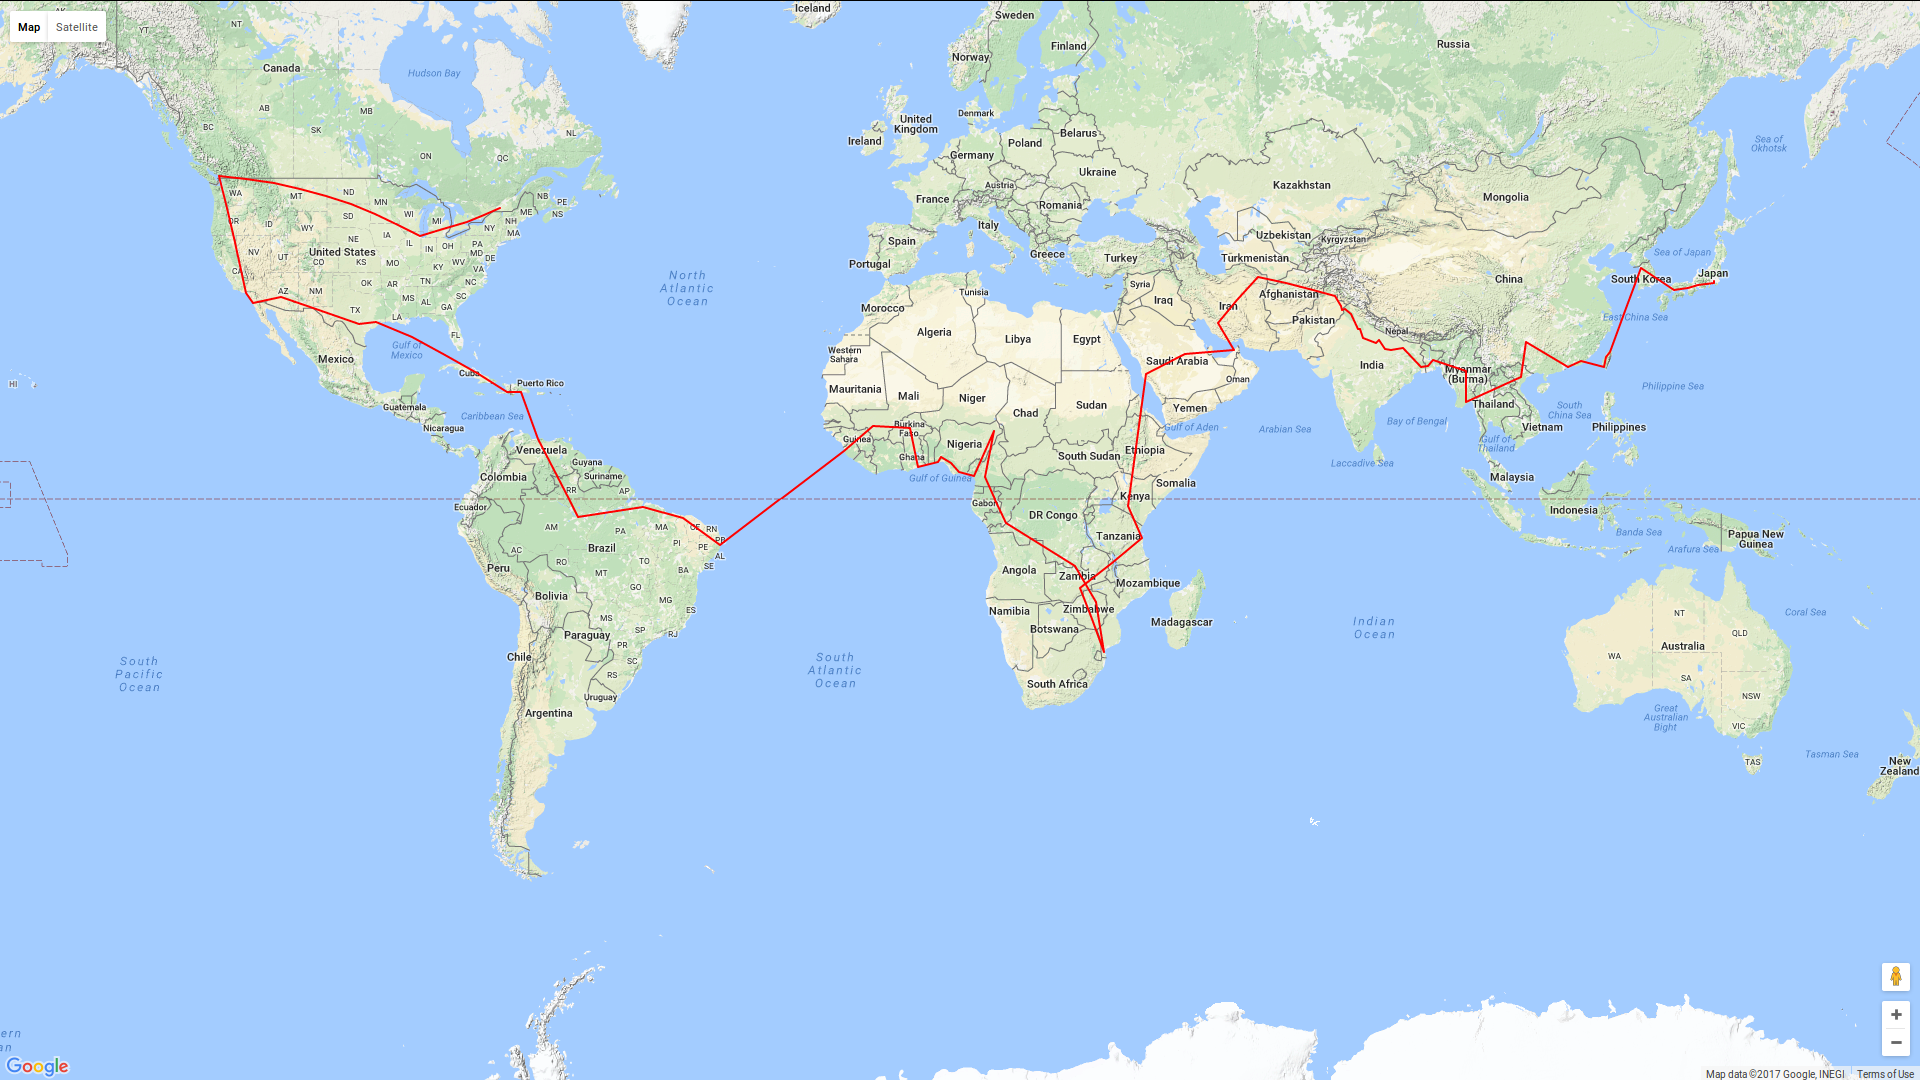 Map Satellite
Iceland
Sweden
Finland
Norway
Russia
NT
YT
AK
Canada
Hudson Bay
AB
BC
SK
ON
QC
NL
Denmark
United
Kingdom
Ireland
Belarus
Poland
Germany
Ukraine
Austria
France
Romania
Italy
Spain
Portugal
Greece
Turkey
Kazakhstan
Mongolia
Sea of
Okhotsk
Uzbekistan
Kyrgyzstan
Turkmenistan
Sea of Japan
China
South Korea
Japan
WA
MT
ND
MN
OR
ID
SD
WI
MI
WY
NE
IA
NV
UT
United States
CO
KS
MO
IL
IN
OH
PA
NY
NH
MA
ME
NB
PE
NS
MD
DE
WV
VA
KY
TN
NC
CA
AZ
NM
OK
AR
MS
AL
SC
GA
TX
LA
FL
North
Atlantic
Ocean
Tunisia
Syria
Iraq
Iran
Afghanistan
Morocco
Algeria
Libya
Egypt
Pakistan
Nepal
East China Sea
Gulf of
Mexico
Mexico
Western
Sahara
Saudi Arabia
India
Myanmar
(Burma)
Oman
Philippine Sea
HI
Cuba
Puerto Rico
Mauritania
Mali
Niger
Chad
Sudan
Yemen
Thailand
South
China Sea
Guatemala
Caribbean Sea
Nicaragua
Burkina
Faso
Guinea
Gulf of Aden
Arabian Sea
Bay of Bengal
Vietnam
Philippines
Venezuela
Guyana
Suriname
Colombia
Ghana
Nigeria
South Sudan
Ethiopia
Gulf of
Thailand
Laccadive Sea
Gulf of Guinea
Somalia
Malaysia
RR
AP
Ecuador
Gabon
Kenya
DR Congo
Indonesia
AM
PA
MA
CE
RN
PB
Banda Sea
Papua New
Guinea
Arafura Sea
Tanzania
Brazil
PI
PE
AL
AC
RO
TO
SE
Peru
MT
BA
GO
Angola
Zambia
Mozambique
Bolivia
MG
ES
Namibia
Zimbabwe
Madagascar
Indian
Ocean
Coral Sea
NT
QLD
MS
SP
RJ
Paraguay
PR
Botswana
Australia
Chile
SC
RS
South
Pacific
Ocean
South
Atlantic
Ocean
WA
SA
NSW
South Africa
Uruguay
Argentina
Great
Australian
Bight
VIC
Tasman Sea
TAS
New
Zealand
ern
an
Google
+
−
Map data ©2017 Google, INEGI Terms of Use